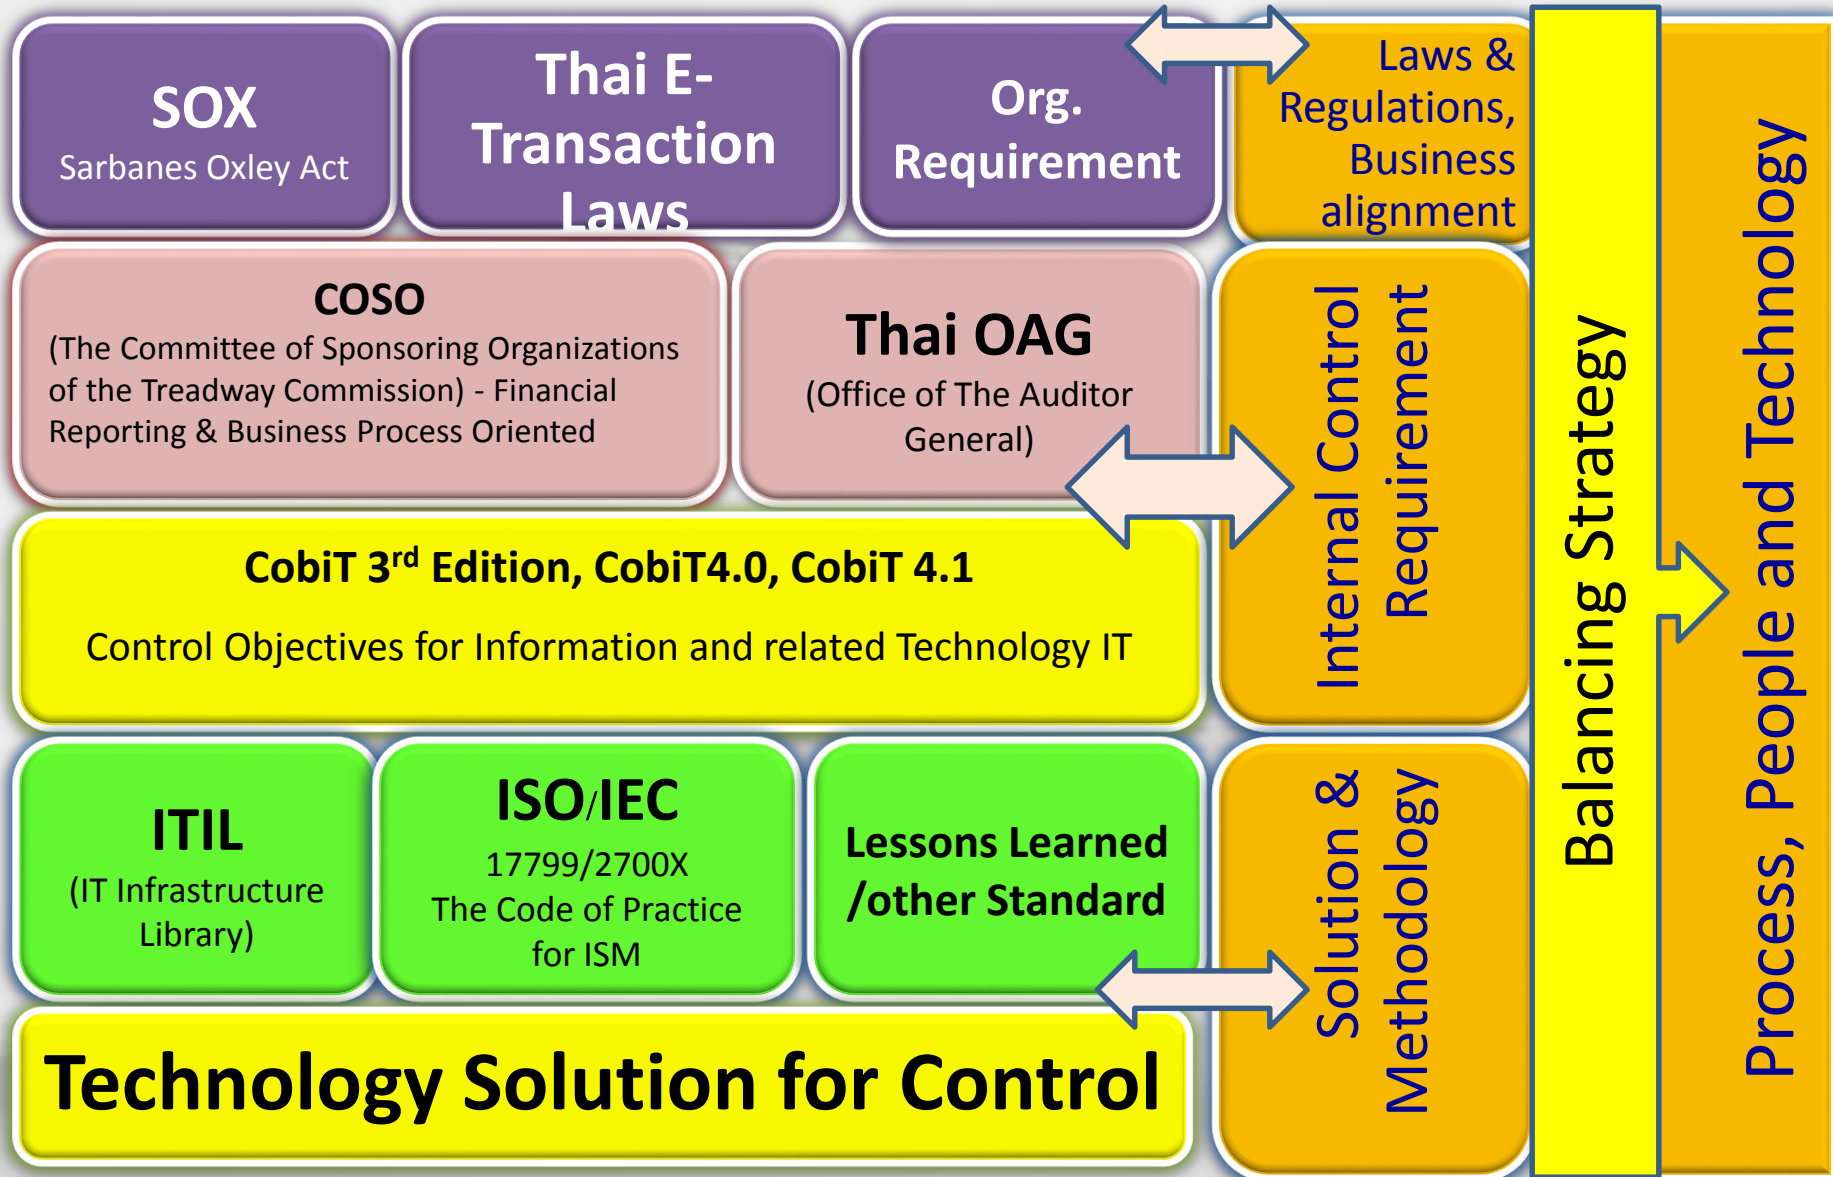 SOX
Sarbanes Oxley Act
Thai E-
Transaction
Laws
Org.
Requirement
Laws &
Regulations,
Business
alignment
COSO
(The Committee of Sponsoring Organizations
of the Treadway Commission) - Financial
Reporting & Business Process Oriented
Thai OAG
(Office of The Auditor
General)
Internal Control
Requirement
CobiT 3rd Edition, CobiT4.0, CobiT 4.1
Control Objectives for Information and related Technology IT
ITIL
(IT Infrastructure
Library)
ISO/IEC
17799/2700X
The Code of Practice
for ISM
Lessons Learned
/other Standard
Solution &
Methodology
Technology Solution for Control
Balancing Strategy
Process, People and Technology